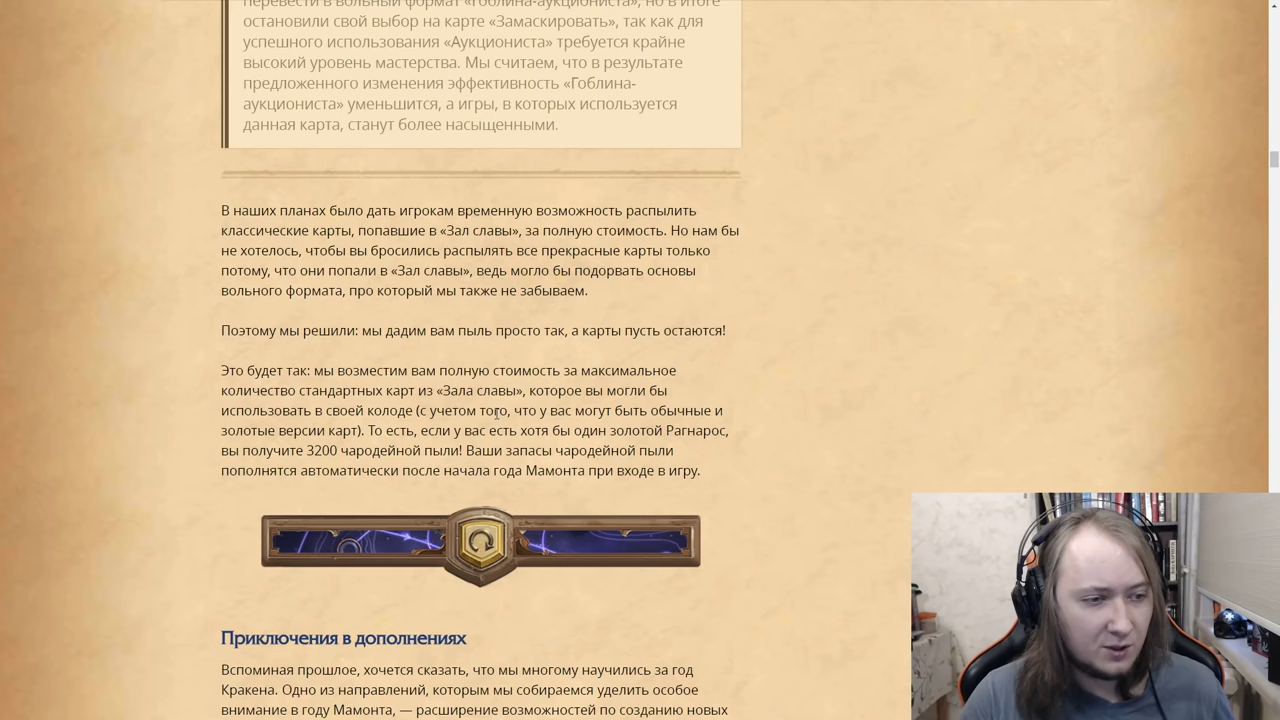 перевести в вольный формат «Гоблина-аукциониста», но в итоге
остановили свой выбор на карте «Замаскировать», так как для
успешного использования «Аукциониста» требуется крайне
высокий уровень мастерства. Мы считаем, что в результате
предложенного изменения эффективность «Гоблина-
аукциониста» уменьшится, а игры, в которых используется
данная карта, станут более насыщенными.
В наших планах было дать игрокам временную возможность распылить
классические карты, попавшие в «Зал славы», за полную стоимость. Но нам бы
не хотелось, чтобы вы бросились распылять все прекрасные карты только
потому, что они попали в «Зал славы», ведь могло бы подорвать основы
вольного формата, про который мы также не забываем.
Поэтому мы решили: мы дадим вам пыль просто так, а карты пусть остаются!
Это будет так: мы возместим вам полную стоимость за максимальное
количество стандартных карт из «Зала славы», которое вы могли бы
использовать в своей колоде (с учетом того, что у вас могут быть обычные и
золотые версии карт). То есть, если у вас есть хотя бы один золотой Рагнарос,
вы получите 3200 чародейной пыли! Ваши запасы чародейной пыли
пополнятся автоматически после начала года Мамонта при входе в игру.
Приключения в дополнениях
Вспоминая прошлое, хочется сказать, что мы многому научились за год
Кракена. Одно из направлений, которым мы собираемся уделить особое
внимание в году Мамонта, — расширение возможностей по созданию новых